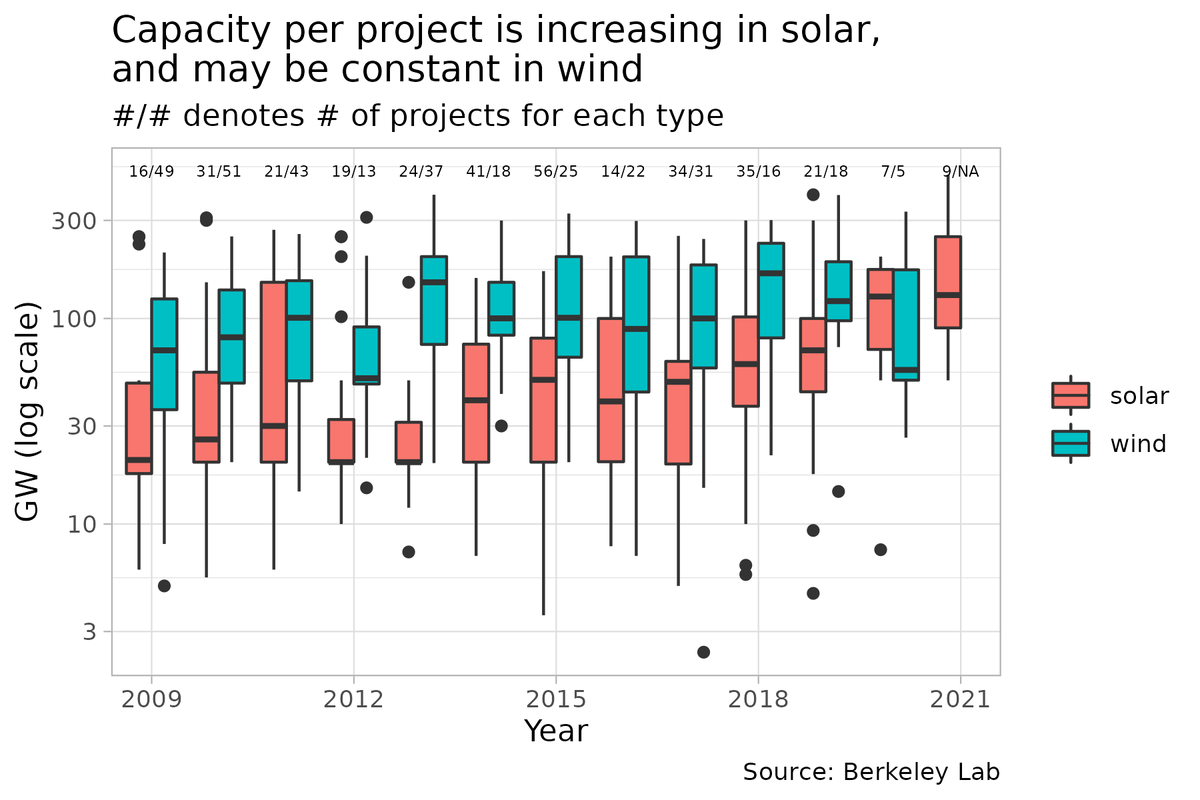 Capacity per project is increasing in solar,
and may be constant in wind
#/# denotes # of projects for each type
16/49 31/51 21/43 19/13 24/37 41/18 56/25 14/22 34/31 35/16 21/18 7/5 9/NA
300
100
30
10
3
GW (log scale)
2009 2012 2015 2018 2021
Year
solar
wind
Source: Berkeley Lab